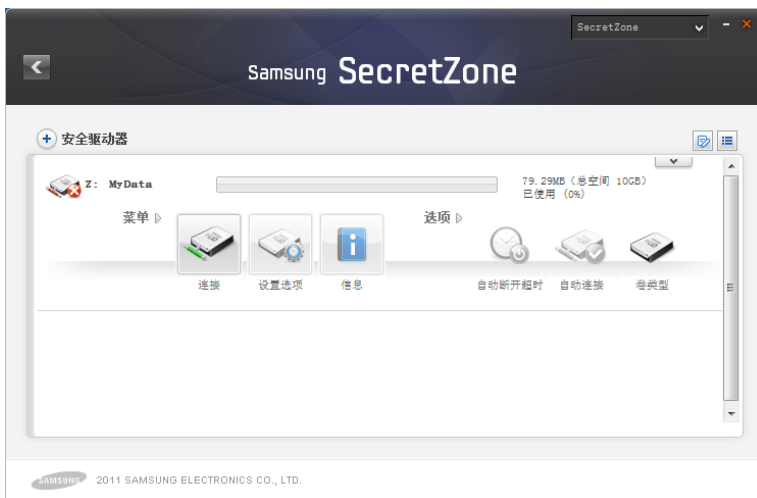 SecretZone
Samsung SecretZone
安全驱动器
Z: MyData
79.29MB (总空间 10GB)
已使用 (0%)
菜单
选项
连接
设置选项
信息
自动断开超时
自动连接
卷类型
SAMSUNG
2011 SAMSUNG ELECTRONICS CO., LTD.